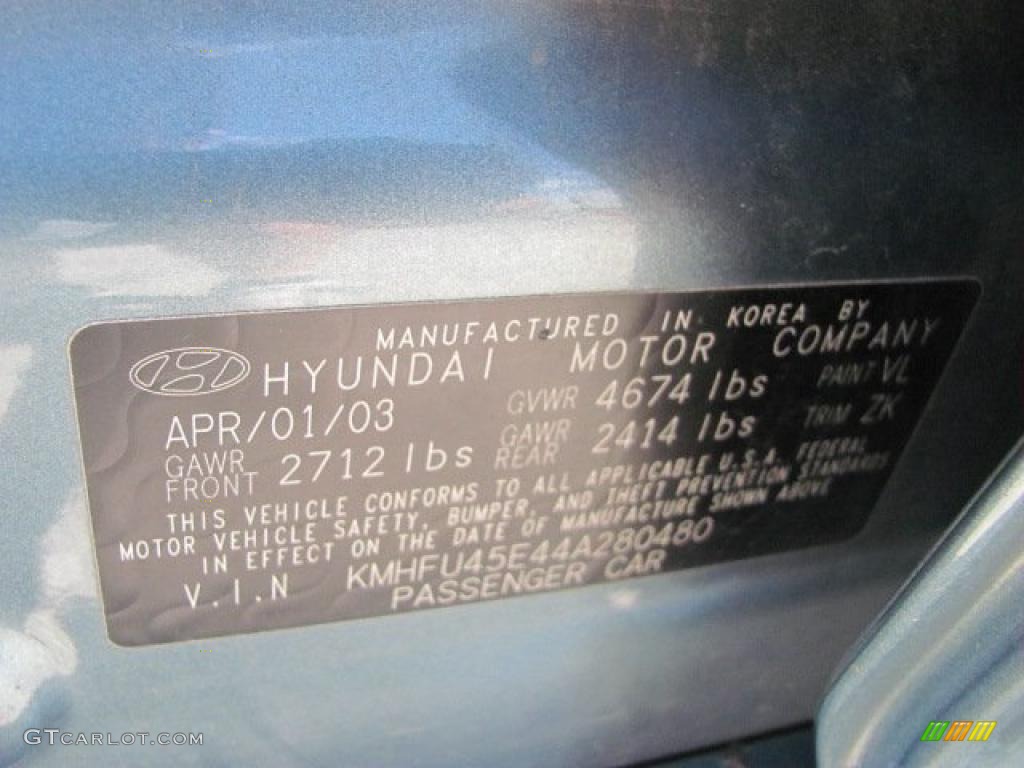 MANUFACTURED IN KOREA BY
HYUNDAI MOTOR COMPANY
APR/01/03 GVWR 4674 lbs PAINT VL
GAWR FRONT 2712 lbs GAWR REAR 2414 lbs TRIM ZK
THIS VEHICLE CONFORMS TO ALL APPLICABLE U.S.A. FEDERAL
MOTOR VEHICLE SAFETY, BUMPER, AND THEFT PREVENTION STANDARDS
IN EFFECT ON THE DATE OF MANUFACTURE SHOWN ABOVE
V.I.N KMHFU45E44A280480
PASSENGER CAR
GTCARLOT.COM